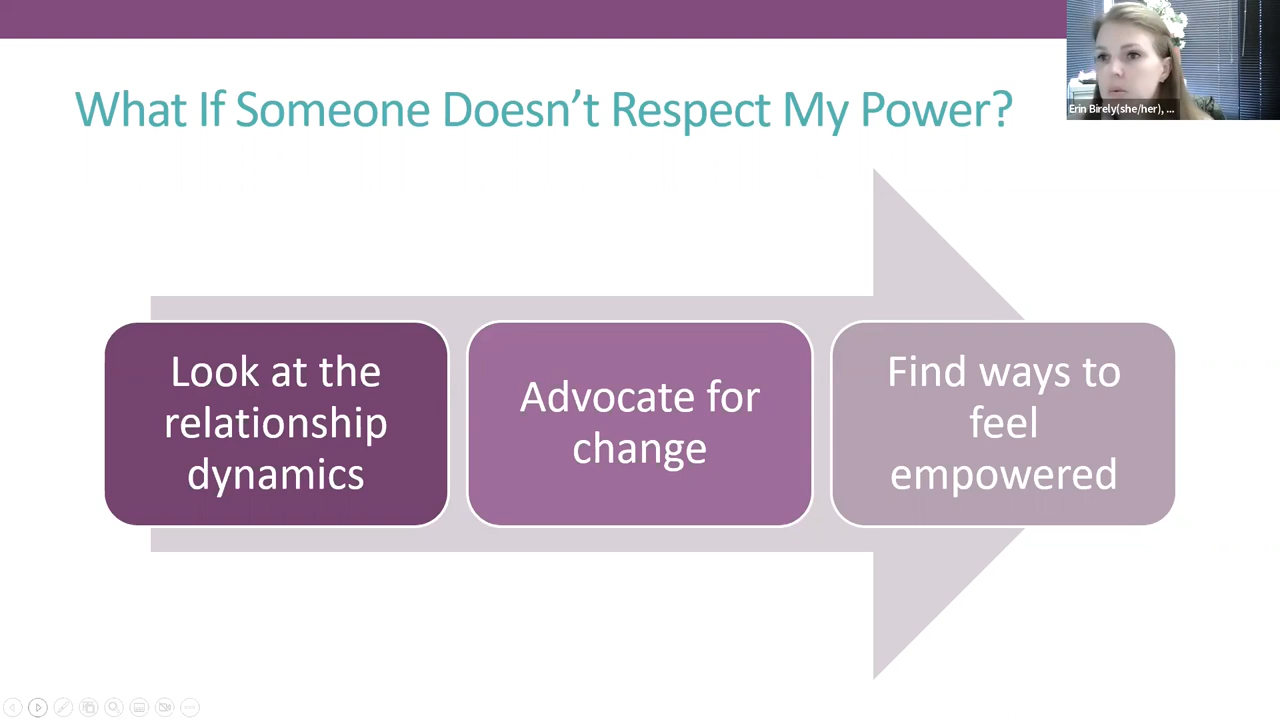 What If Someone Doesn't Respect My Power?
Erin Birely(she/her), ...
Look at the
relationship
dynamics
Advocate for
change
Find ways to
feel
empowered